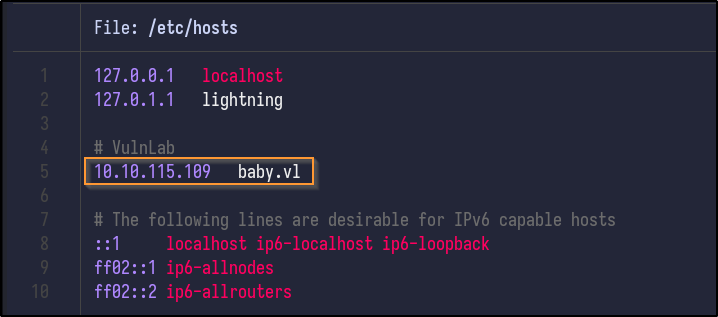 File: /etc/hosts
1 127.0.0.1 localhost
2 127.0.1.1 lightning
3
4 # VulnLab
5 10.10.115.109 baby.vl
6
7 # The following lines are desirable for IPv6 capable hosts
8 ::1 localhost ip6-localhost ip6-loopback
9 ff02::1 ip6-allnodes
10 ff02::2 ip6-allrouters